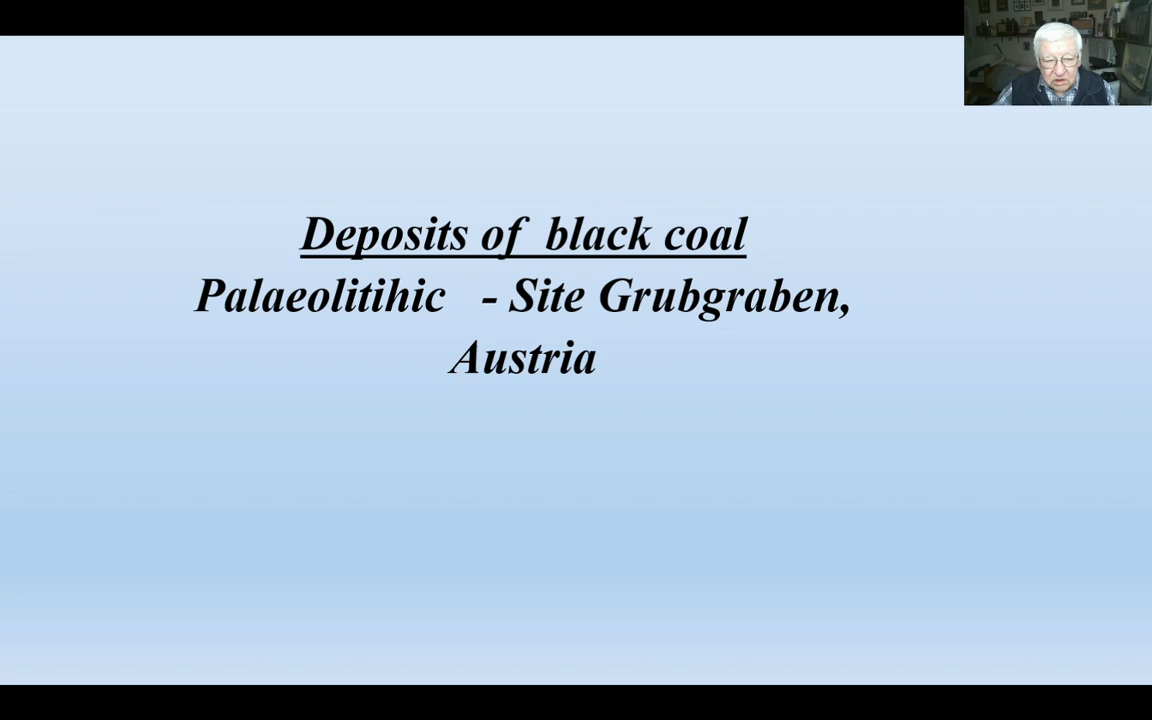 Deposits of black coal
Palaeolitihic - Site Grubgraben,
Austria